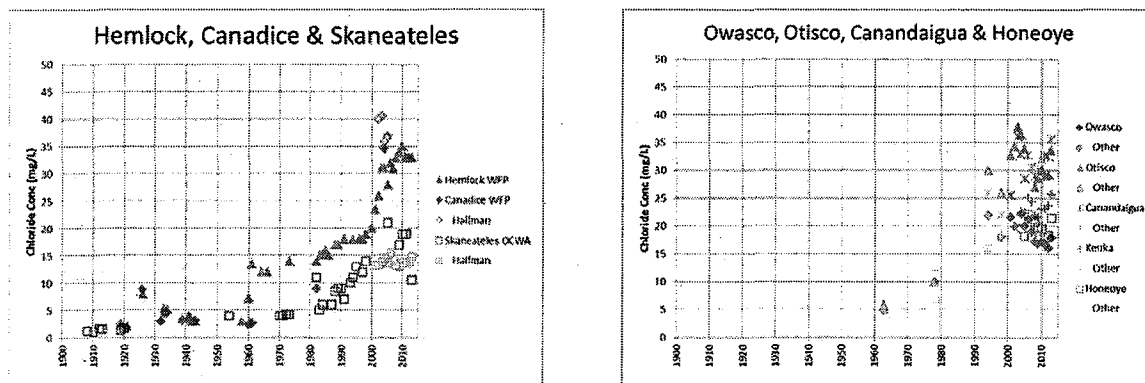 Hemlock, Canadice & Skaneateles
Chloride Conc (mg/L)
50
45
40
35
30
25
20
15
10
5
0
1900
1910
1920
1930
1940
1950
1960
1970
1980
1990
2000
2010
Hemlock WFP
Canadice WFP
Halfman
Skaneateles OCWA
Halfman
Owasco, Otisco, Canandaigua & Honeoye
Chloride Conc (mg/L)
50
45
40
35
30
25
20
15
10
5
0
1900
1910
1920
1930
1940
1950
1960
1970
1980
1990
2000
2010
Owasco
Other
Otisco
Other
Canandaigua
Other
Keuka
Other
Honeoye
Other